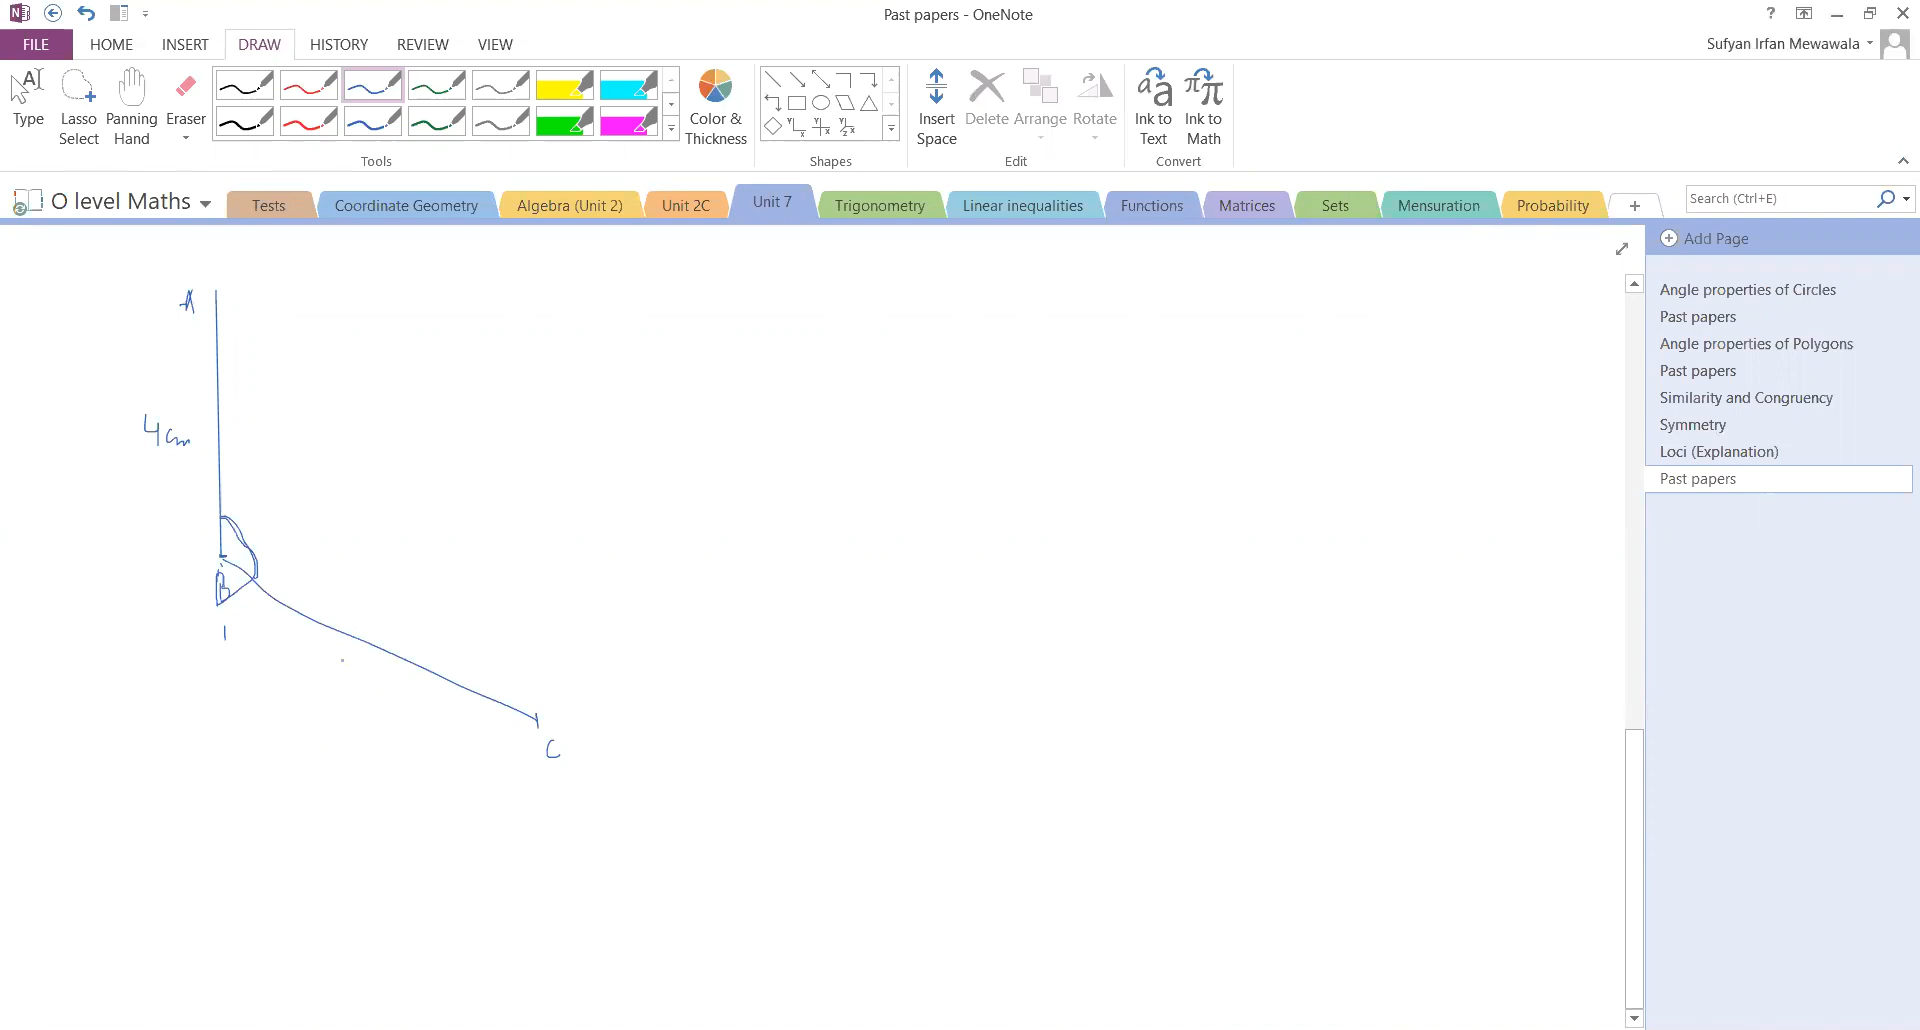 Past papers - OneNote
?
FILE HOME INSERT DRAW HISTORY REVIEW VIEW
Sufyan Irfan Mewawala
Type
Lasso Select
Panning Hand
Eraser
Color & Thickness
Insert Space
Delete
Arrange
Rotate
Ink to Text
Ink to Math
Tools Shapes Edit Convert
O level Maths Tests Coordinate Geometry Algebra (Unit 2) Unit 2C Unit 7 Trigonometry Linear inequalities Functions Matrices Sets Mensuration Probability +
Search (Ctrl+E)
Add Page
Angle properties of Circles
Past papers
Angle properties of Polygons
Past papers
Similarity and Congruency
Symmetry
Loci (Explanation)
Past papers
A
4cm
B
C